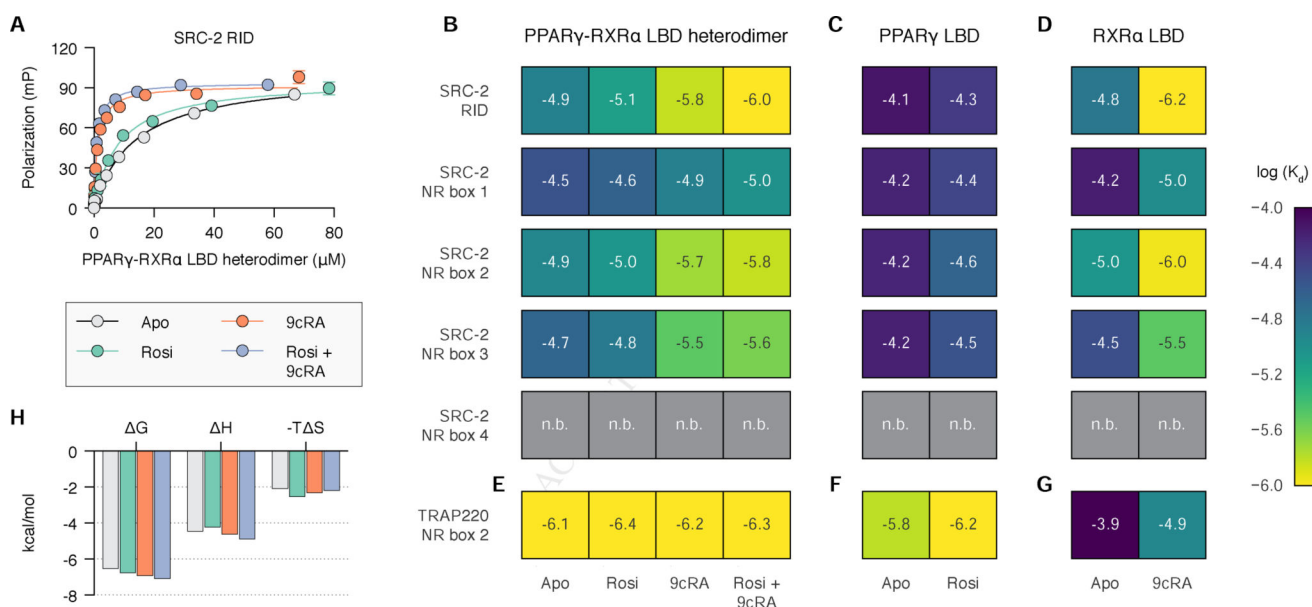 A
SRC-2 RID
Polarization (mP)
120
90
60
30
0
0 20 40 60 80
PPARγ-RXRα LBD heterodimer (μM)
Apo
9cRA
Rosi
Rosi +
9cRA
B
PPARγ-RXRα LBD heterodimer
C
PPARγ LBD
D
RXRα LBD
SRC-2
RID
-4.9 -5.1 -5.8 -6.0 -4.1 -4.3 -4.8 -6.2
SRC-2
NR box 1
-4.5 -4.6 -4.9 -5.0 -4.2 -4.4 -4.2 -5.0
SRC-2
NR box 2
-4.9 -5.0 -5.7 -5.8 -4.2 -4.6 -5.0 -6.0
SRC-2
NR box 3
-4.7 -4.8 -5.5 -5.6 -4.2 -4.5 -4.5 -5.5
SRC-2
NR box 4
n.b. n.b. n.b. n.b. n.b. n.b. n.b. n.b.
log (Kd)
−4.0
−4.4
−4.8
−5.2
−5.6
−6.0
E
F
G
TRAP220
NR box 2
-6.1 -6.4 -6.2 -6.3 -5.8 -6.2 -3.9 -4.9
Apo Rosi 9cRA Rosi +
9cRA
Apo Rosi
Apo 9cRA
H
ΔG ΔH -TΔS
kcal/mol
0
-2
-4
-6
-8